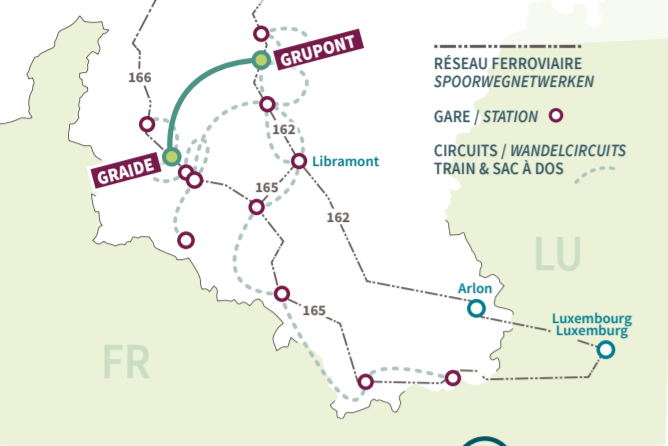 GRUPONT
166
162
GRAIDE
Libramont
165
162
165
Arlon
Luxembourg
Luxemburg
LU
FR
RÉSEAU FERROVIAIRE
SPOORWEGNETWERKEN
GARE / STATION
CIRCUITS / WANDELCIRCUITS
TRAIN & SAC À DOS